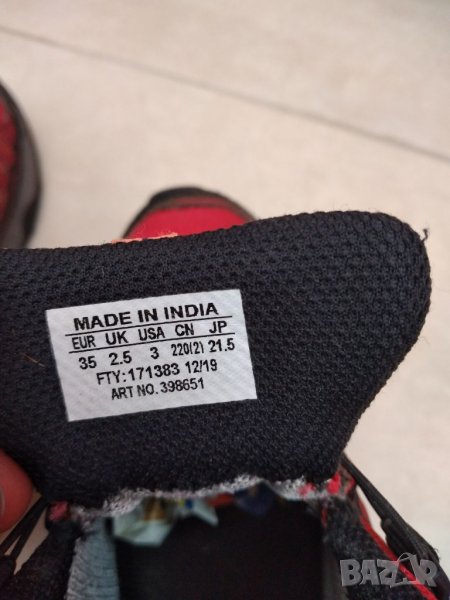 MADE IN INDIA
EUR UK USA CN JP
35 2.5 3 220(2) 21.5
FTY:171383 12/19
ART NO. 398651
BAZAR